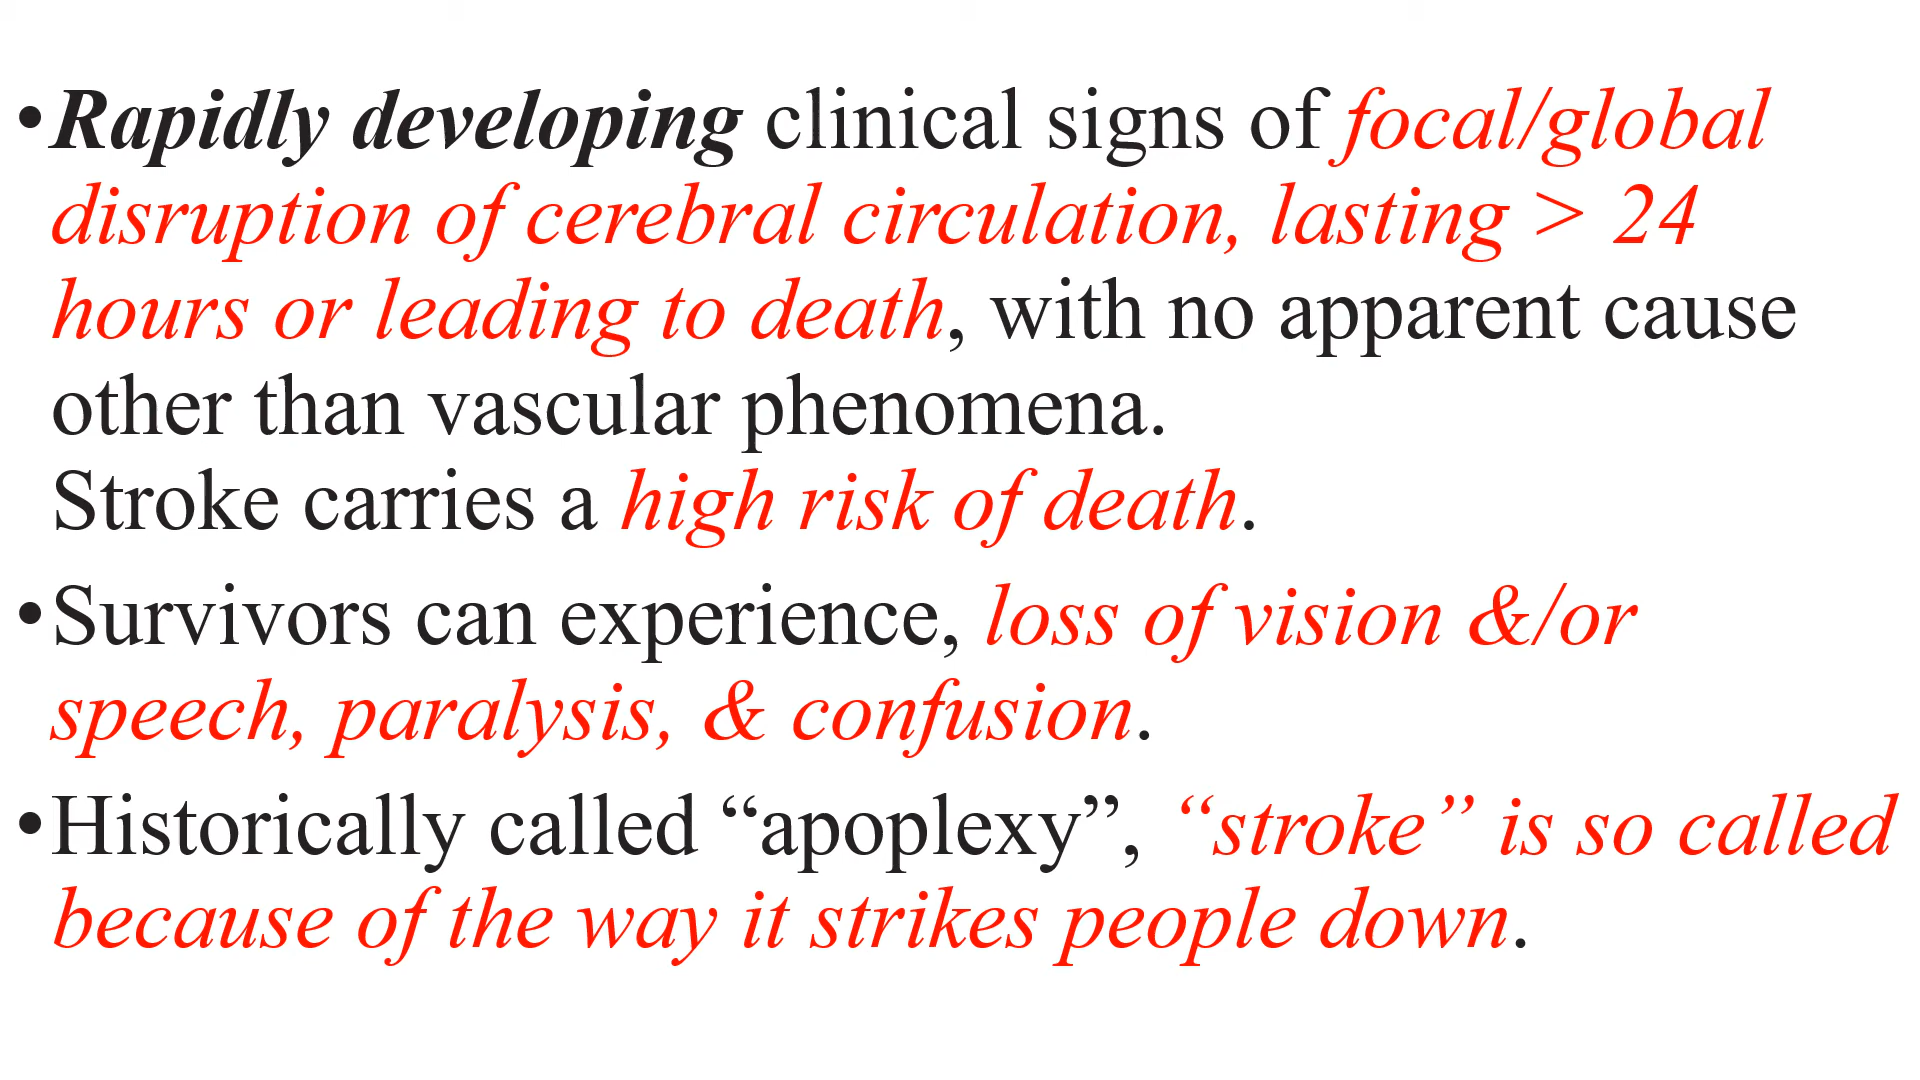 •Rapidly developing clinical signs of focal/global
disruption of cerebral circulation, lasting > 24
hours or leading to death, with no apparent cause
other than vascular phenomena.
Stroke carries a high risk of death.
•Survivors can experience, loss of vision &/or
speech, paralysis, & confusion.
•Historically called “apoplexy”, “stroke” is so called
because of the way it strikes people down.